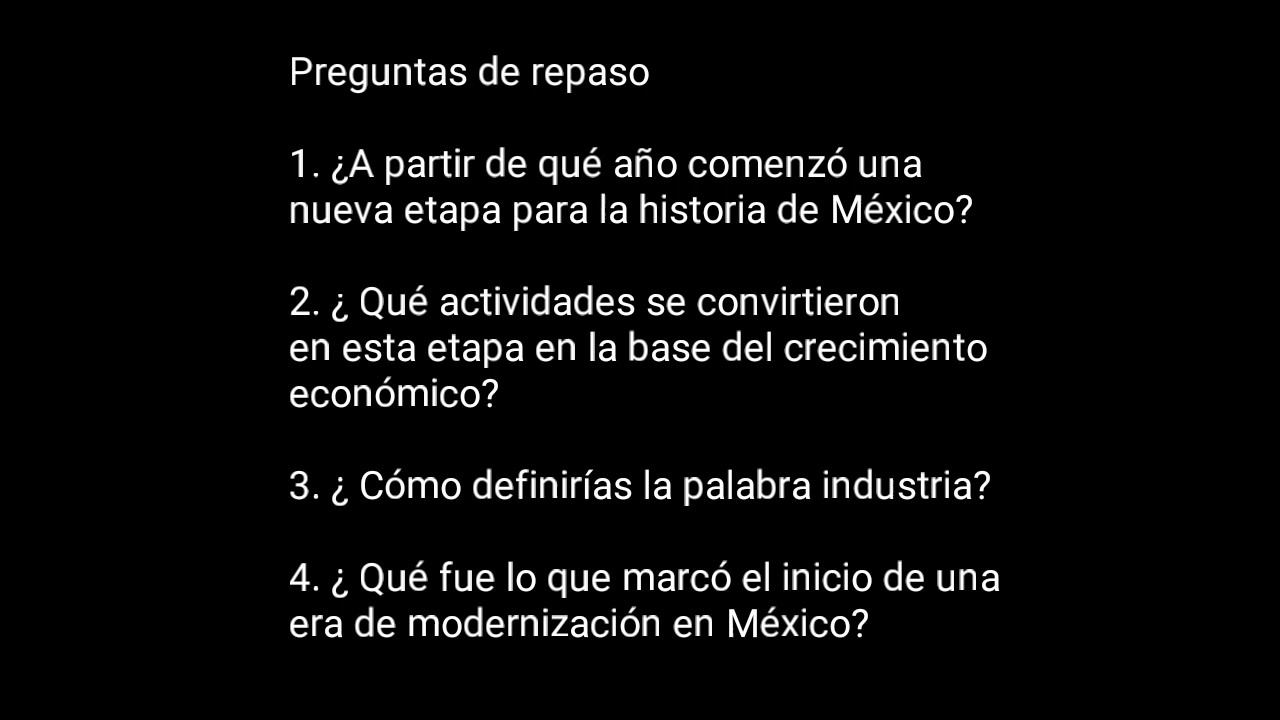 Preguntas de repaso
1. ¿A partir de qué año comenzó una
nueva etapa para la historia de México?
2. ¿ Qué actividades se convirtieron
en esta etapa en la base del crecimiento
económico?
3. ¿ Cómo definirías la palabra industria?
4. ¿ Qué fue lo que marcó el inicio de una
era de modernización en México?